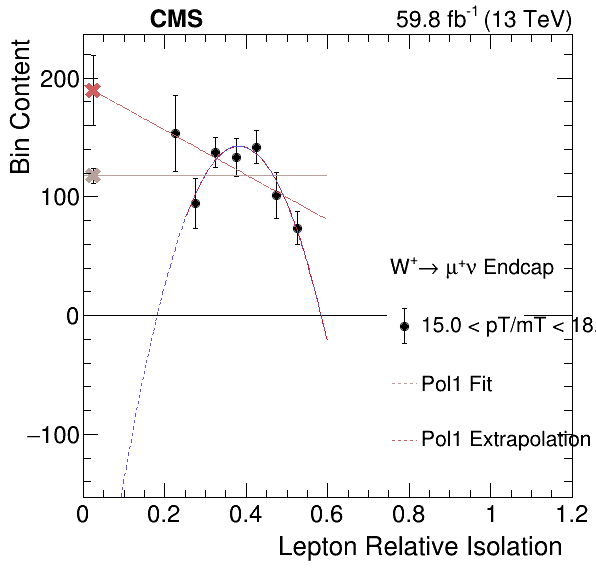 CMS 59.8 fb⁻¹ (13 TeV)
Bin Content
200
100
0
−100
W⁺→ μ⁺ν Endcap
15.0 < pT/mT < 18.
Pol1 Fit
Pol1 Extrapolation
0 0.2 0.4 0.6 0.8 1 1.2
Lepton Relative Isolation